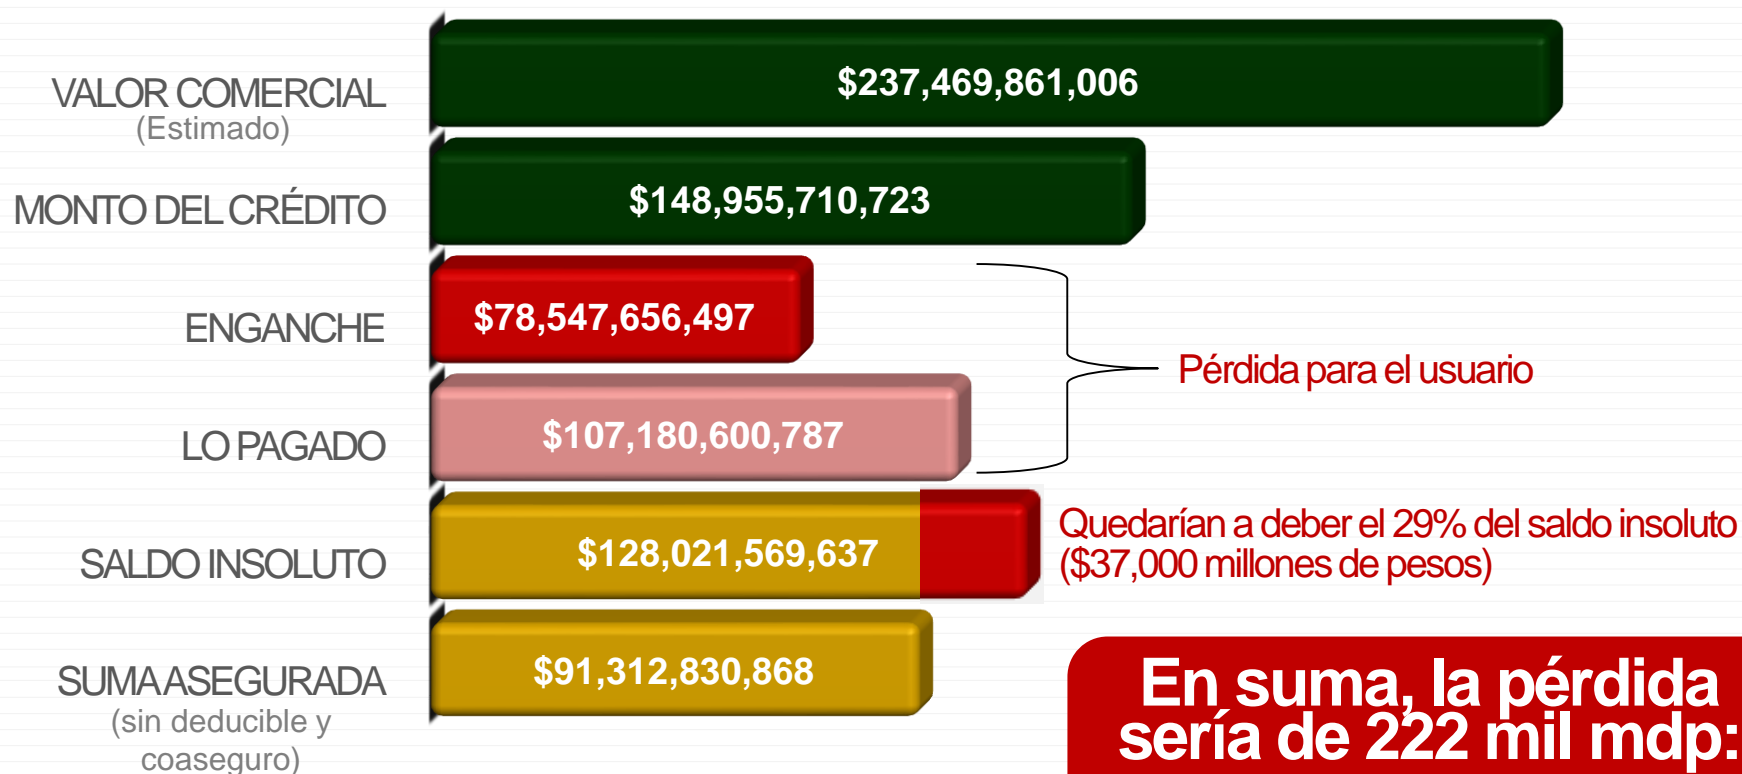 VALOR COMERCIAL
(Estimado)
$237,469,861,006
MONTO DEL CRÉDITO
$148,955,710,723
ENGANCHE
$78,547,656,497
Pérdida para el usuario
LO PAGADO
$107,180,600,787
SALDO INSOLUTO
$128,021,569,637
Quedarían a deber el 29% del saldo insoluto
($37,000 millones de pesos)
SUMA ASEGURADA
(sin deducible y
coaseguro)
$91,312,830,868
En suma, la pérdida
sería de 222 mil mdp: